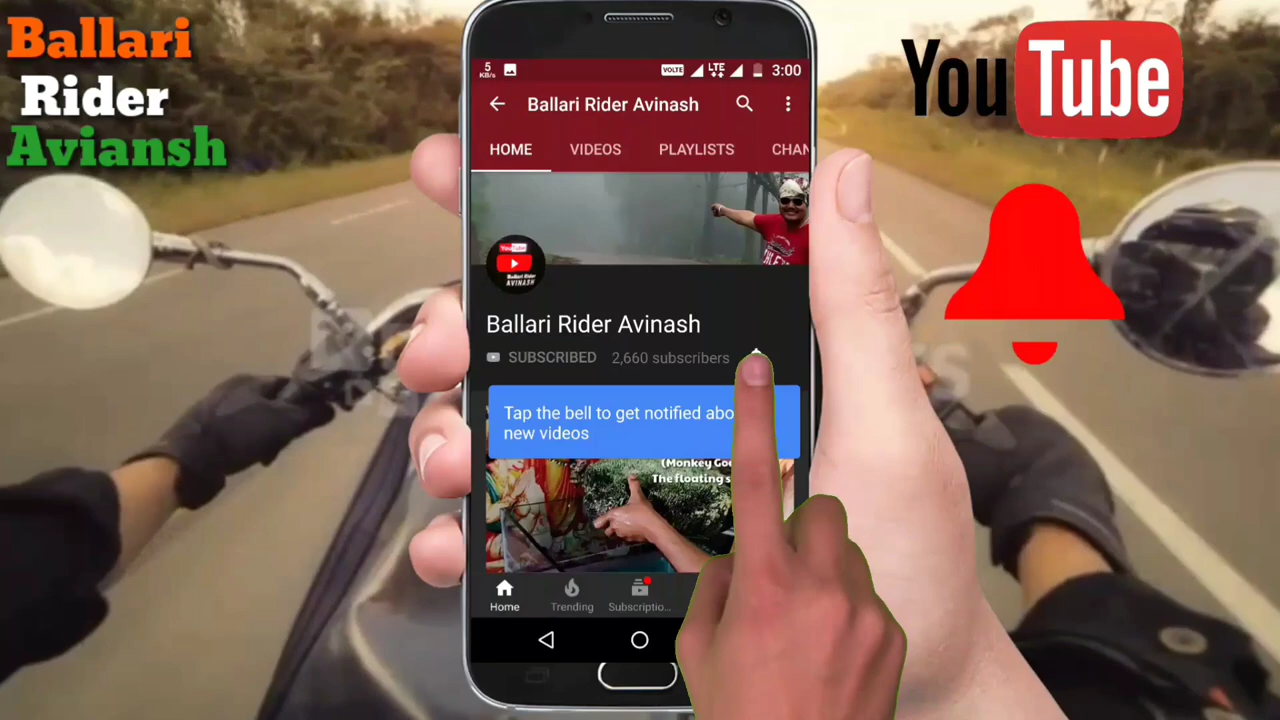 Ballari
Rider
Aviansh
YouTube
5
KB/s
VOLTE
LTE
3:00
Ballari Rider Avinash
HOME
VIDEOS
PLAYLISTS
CHAN
YouTube
Ballari Rider
AVINASH
Ballari Rider Avinash
SUBSCRIBED
2,660 subscribers
Tap the bell to get notified abo
new videos
(Monkey Go
The floating s
Home
Trending
Subscriptio...